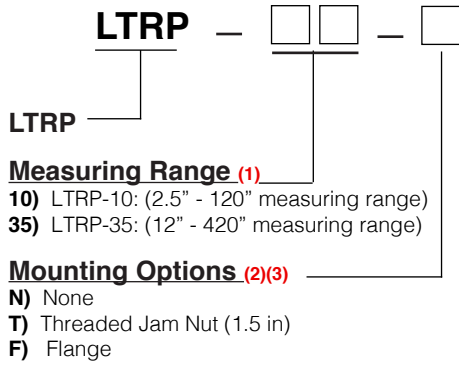 LTRP – –
LTRP
Measuring Range (1)
10) LTRP-10: (2.5” - 120” measuring range)
35) LTRP-35: (12” - 420” measuring range)
Mounting Options (2)(3)
N) None
T) Threaded Jam Nut (1.5 in)
F) Flange